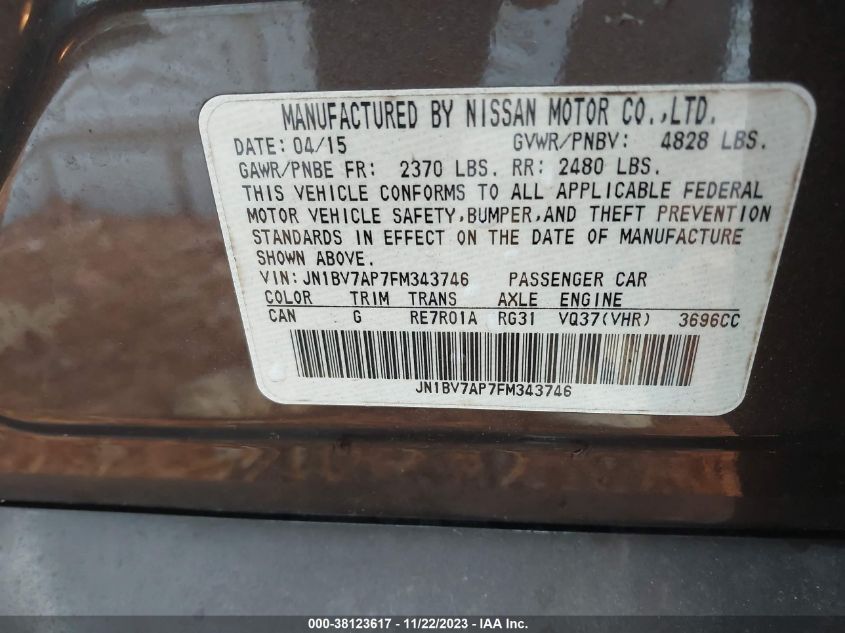 MANUFACTURED BY NISSAN MOTOR CO.,LTD.
DATE: 04/15 GVWR/PNBV: 4828 LBS.
GAWR/PNBE FR: 2370 LBS. RR: 2480 LBS.
THIS VEHICLE CONFORMS TO ALL APPLICABLE FEDERAL
MOTOR VEHICLE SAFETY, BUMPER, AND THEFT PREVENTION
STANDARDS IN EFFECT ON THE DATE OF MANUFACTURE
SHOWN ABOVE.
VIN: JN1BV7AP7FM343746 PASSENGER CAR
COLOR TRIM TRANS AXLE ENGINE
CAN G RE7R01A RG31 VQ37(VHR) 3696CC
JN1BV7AP7FM343746
000-38123617 - 11/22/2023 - IAA Inc.